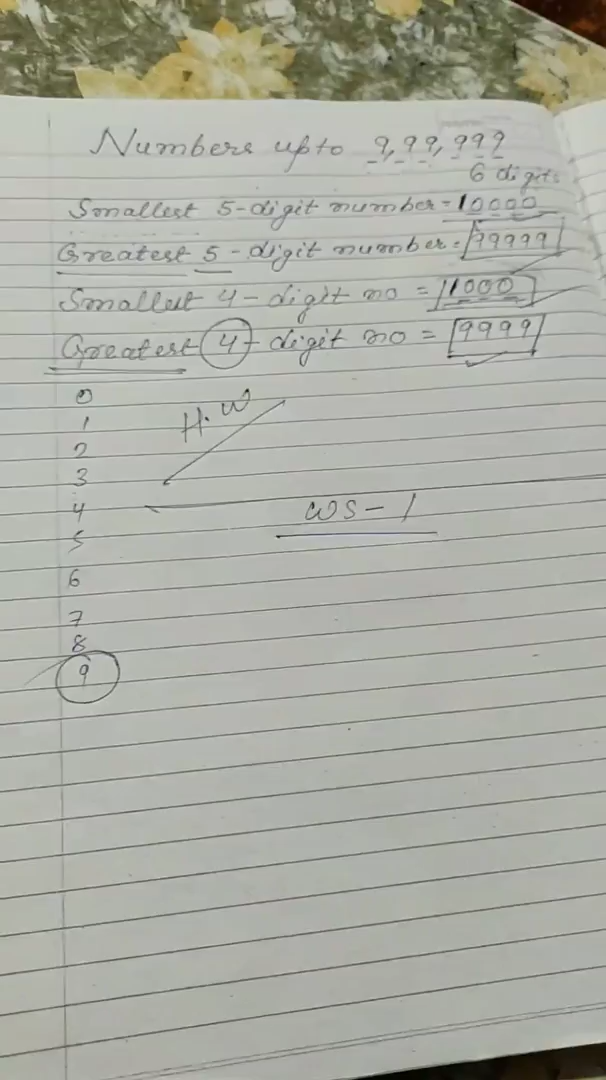 Numbers upto 9,99,999
6 digits
Smallest 5-digit number = 10000
Greatest 5-digit number = 99999
Smallest 4-digit no = 1000
Greatest 4-digit no = 9999
0
1
H.W
2
3
4
WS-1
5
6
7
8
9